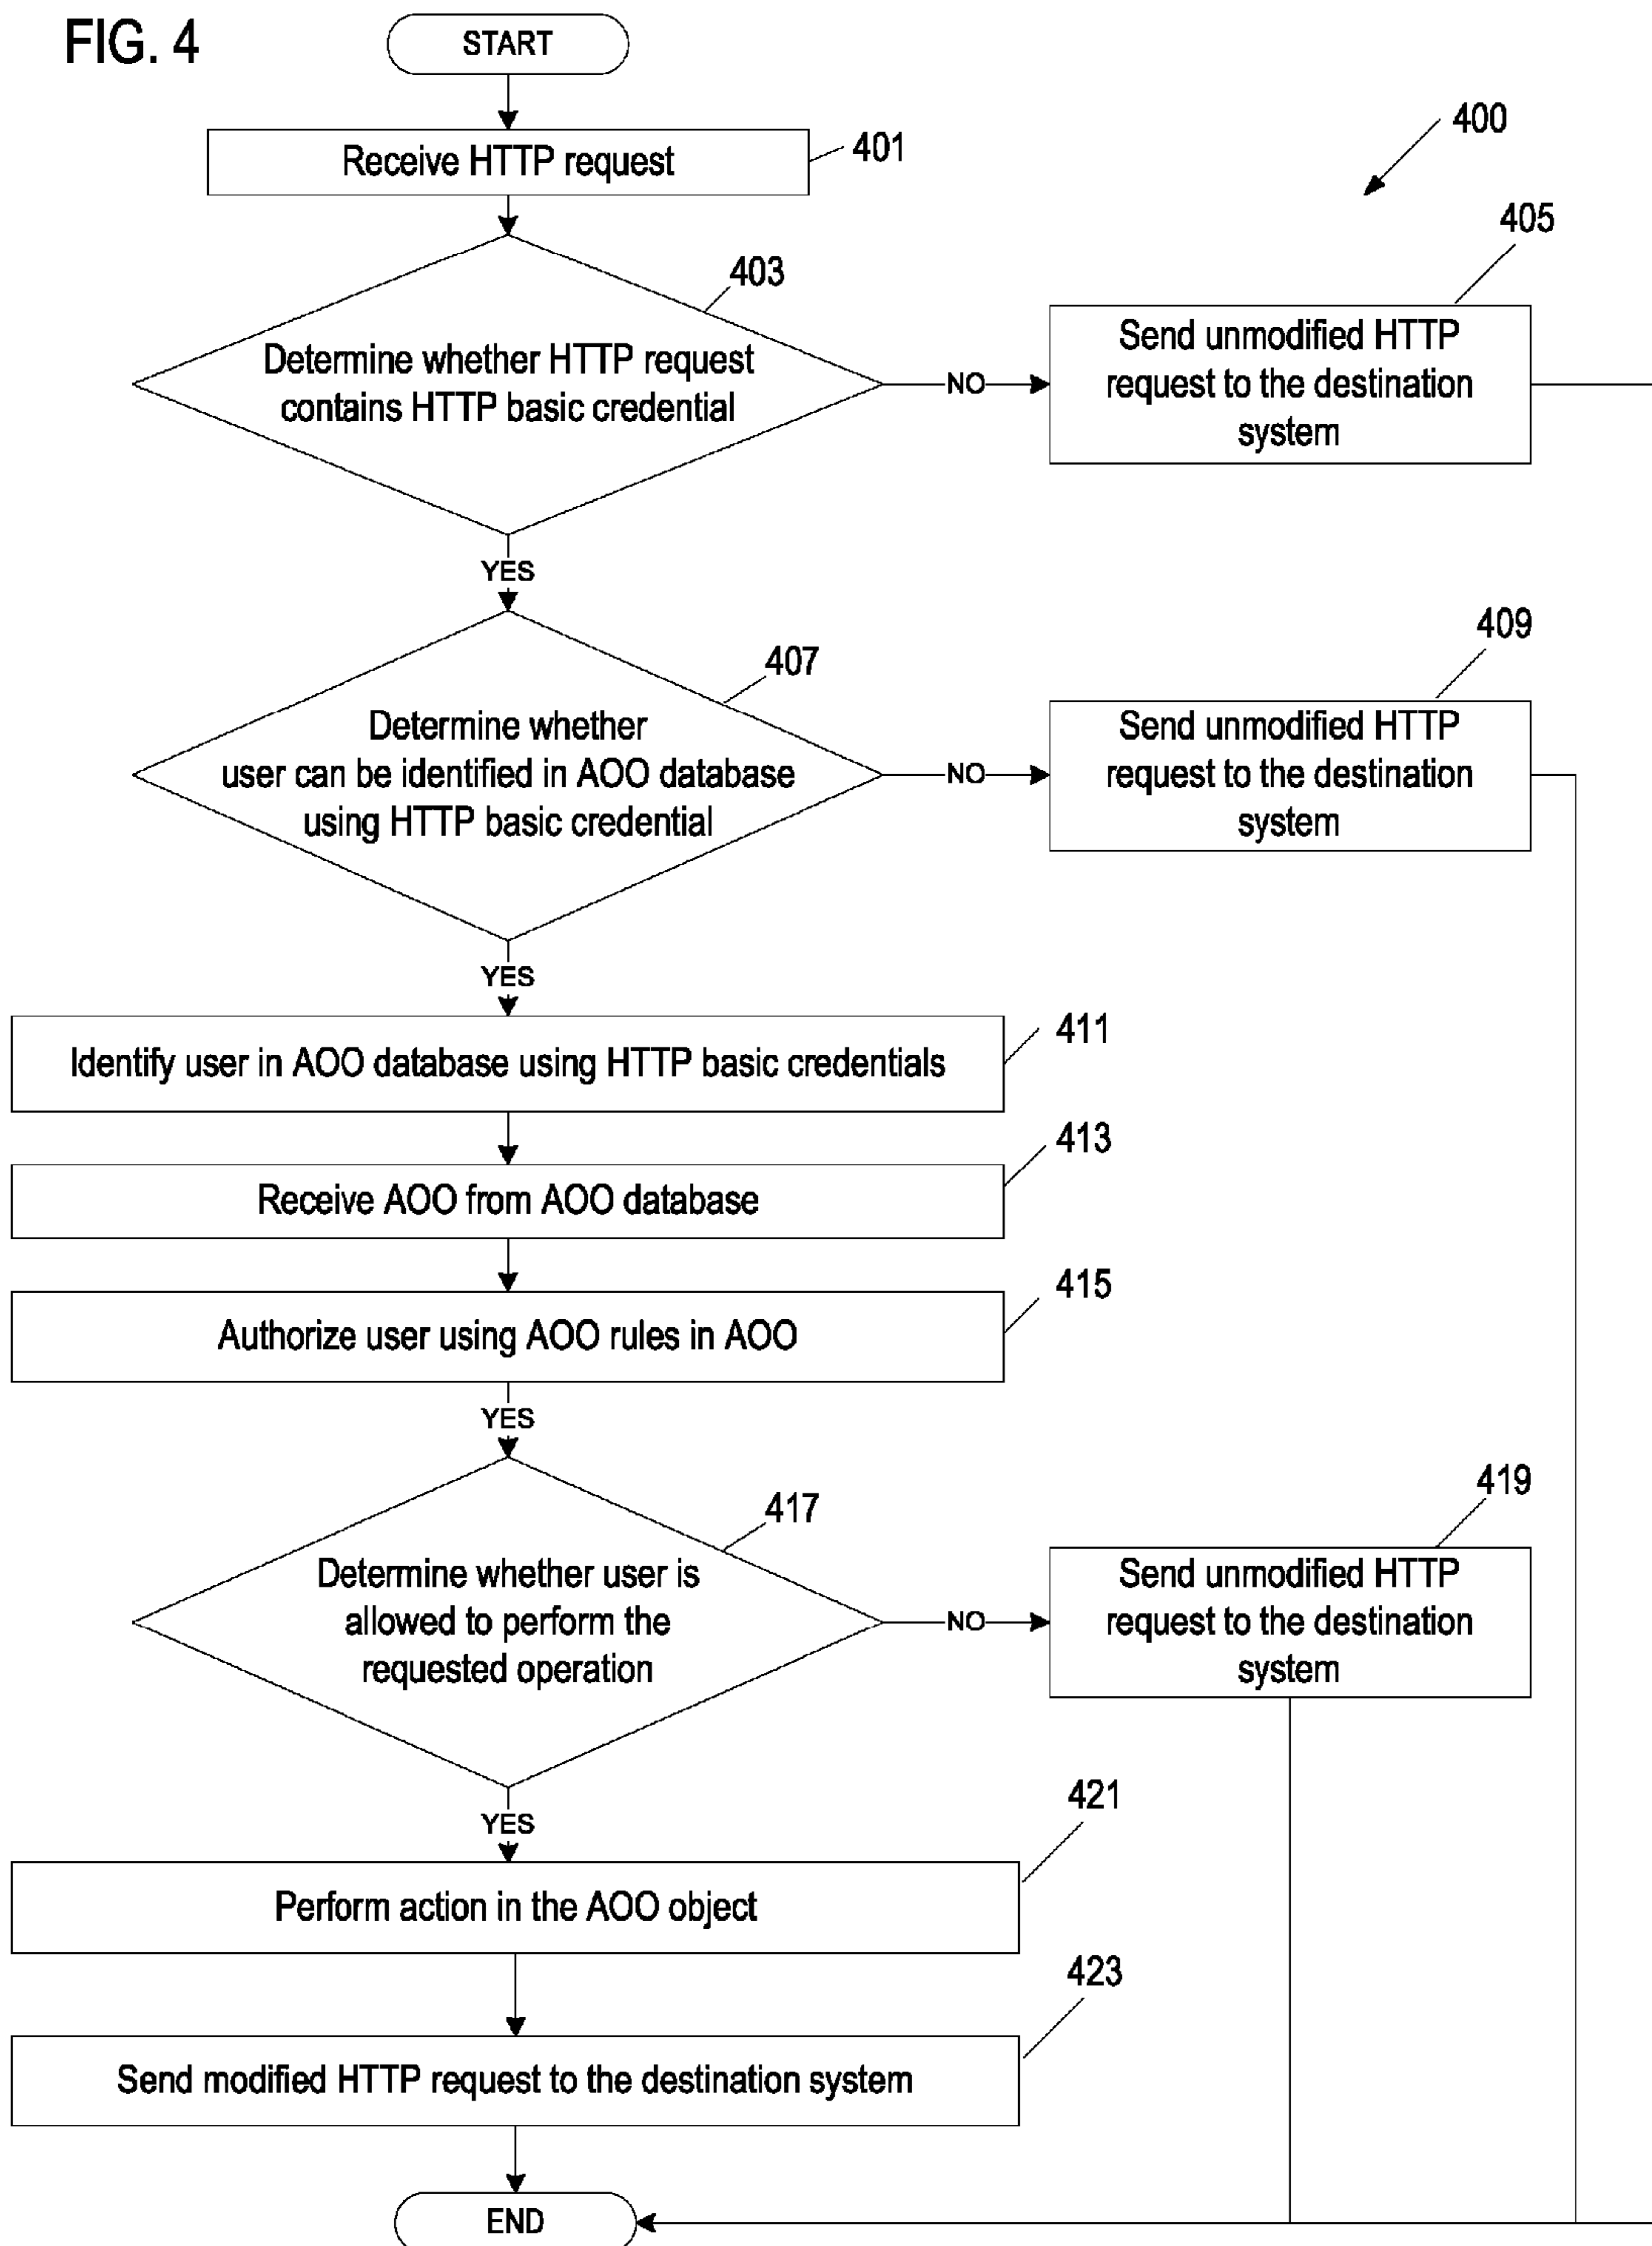 FIG. 4
START
400
Receive HTTP request
401
405
403
Determine whether HTTP request
contains HTTP basic credential
NO
Send unmodified HTTP
request to the destination
system
YES
409
407
Determine whether
user can be identified in AOO database
using HTTP basic credential
NO
Send unmodified HTTP
request to the destination
system
YES
411
Identify user in AOO database using HTTP basic credentials
413
Receive AOO from AOO database
415
Authorize user using AOO rules in AOO
YES
419
417
Determine whether user is
allowed to perform the
requested operation
NO
Send unmodified HTTP
request to the destination
system
YES
421
Perform action in the AOO object
423
Send modified HTTP request to the destination system
END